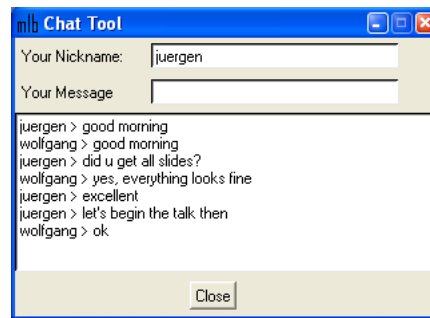 mlb Chat Tool
Your Nickname: juergen
Your Message
juergen > good morning
wolfgang > good morning
juergen > did u get all slides?
wolfgang > yes, everything looks fine
juergen > excellent
juergen > let's begin the talk then
wolfgang > ok
Close